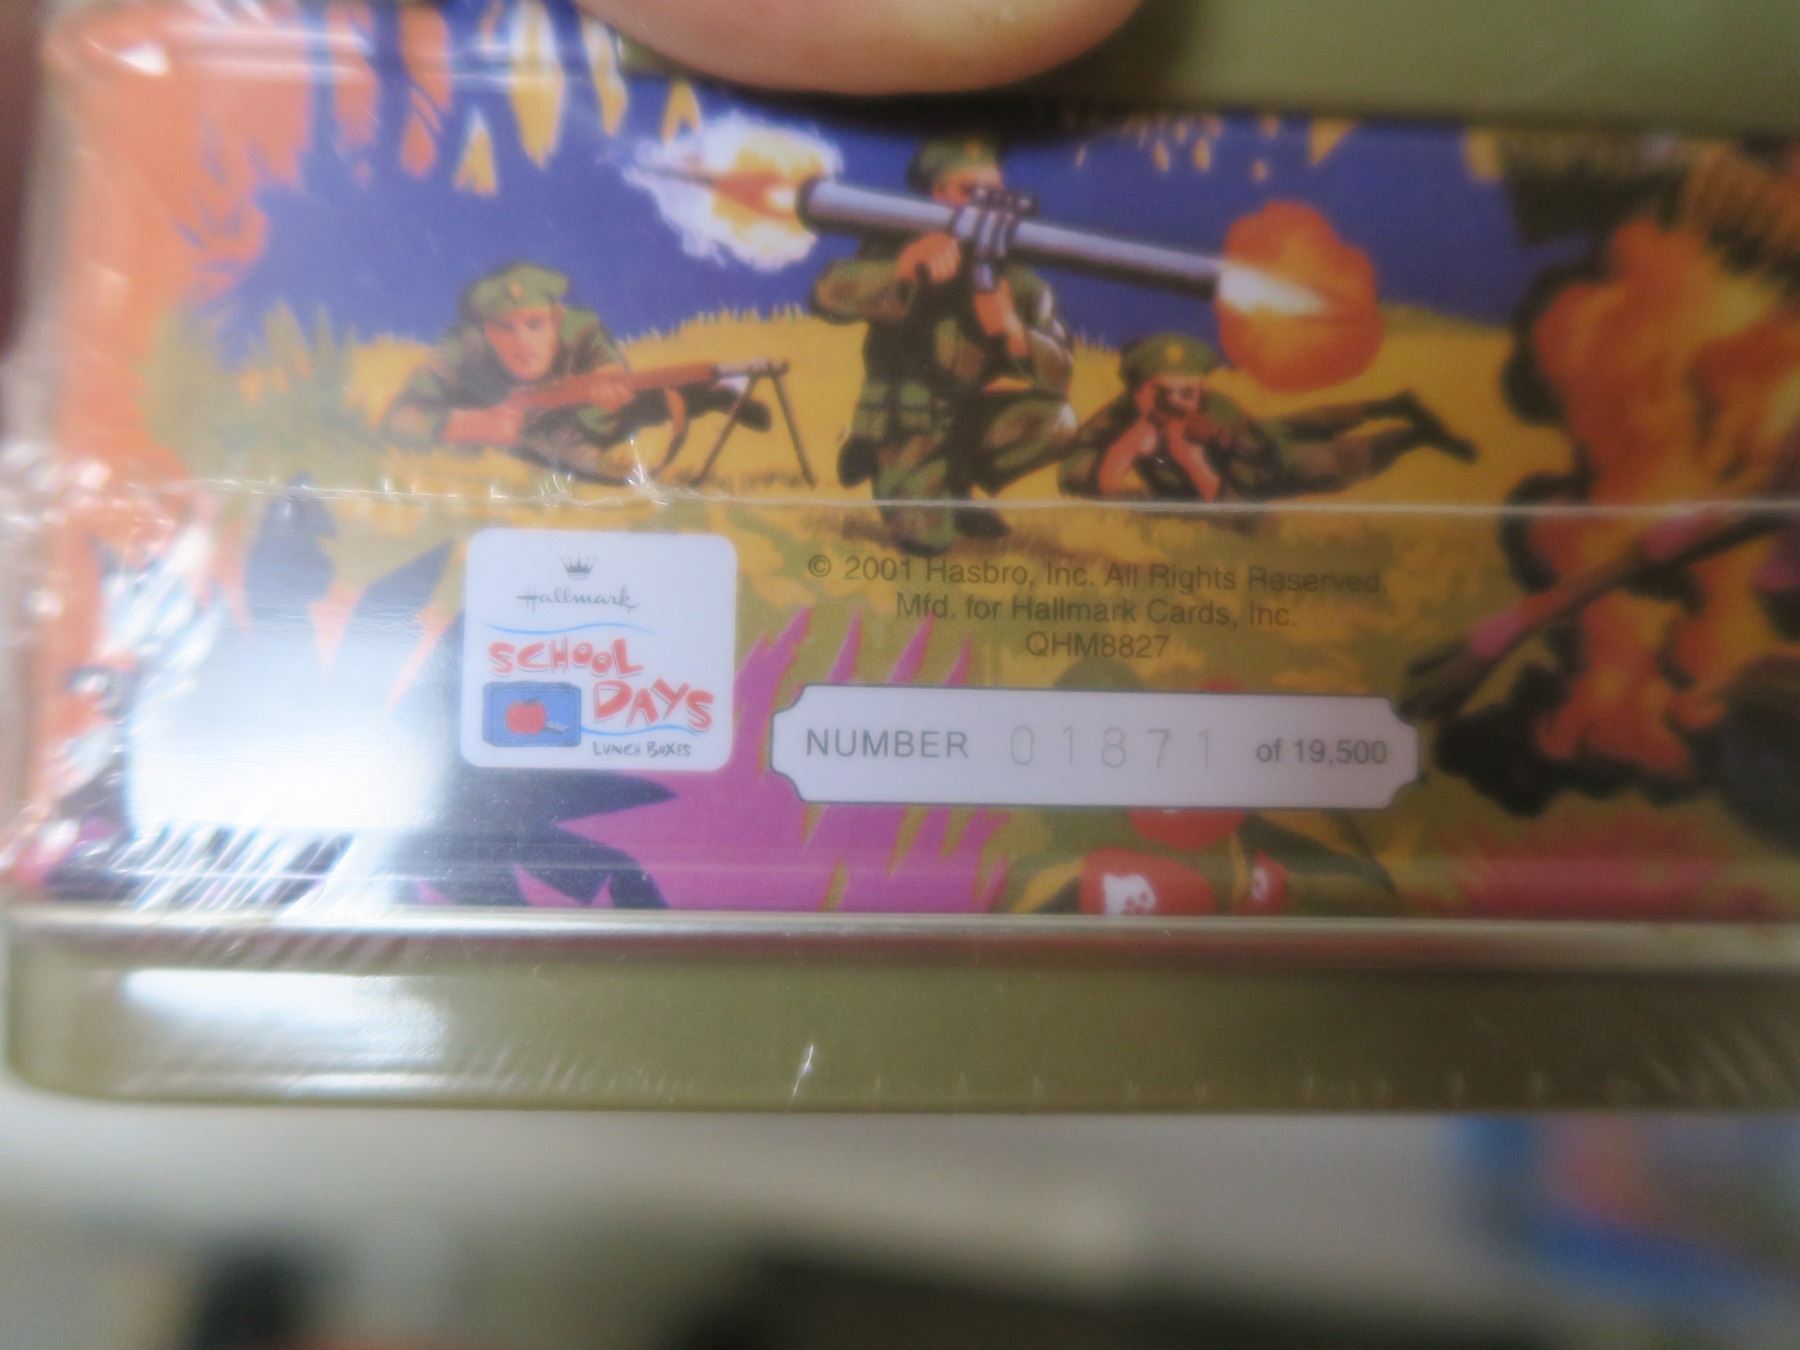 Hallmark
SCHOOL
DAYS
LUNCH BOXES
© 2001 Hasbro, Inc. All Rights Reserved.
Mfd. for Hallmark Cards, Inc.
QHM8827
NUMBER 01871 of 19,500